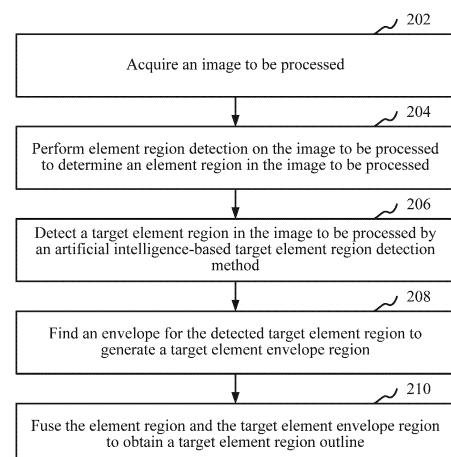 202
Acquire an image to be processed
204
Perform element region detection on the image to be processed
to determine an element region in the image to be processed
206
Detect a target element region in the image to be processed by
an artificial intelligence-based target element region detection
method
208
Find an envelope for the detected target element region to
generate a target element envelope region
210
Fuse the element region and the target element envelope region
to obtain a target element region outline